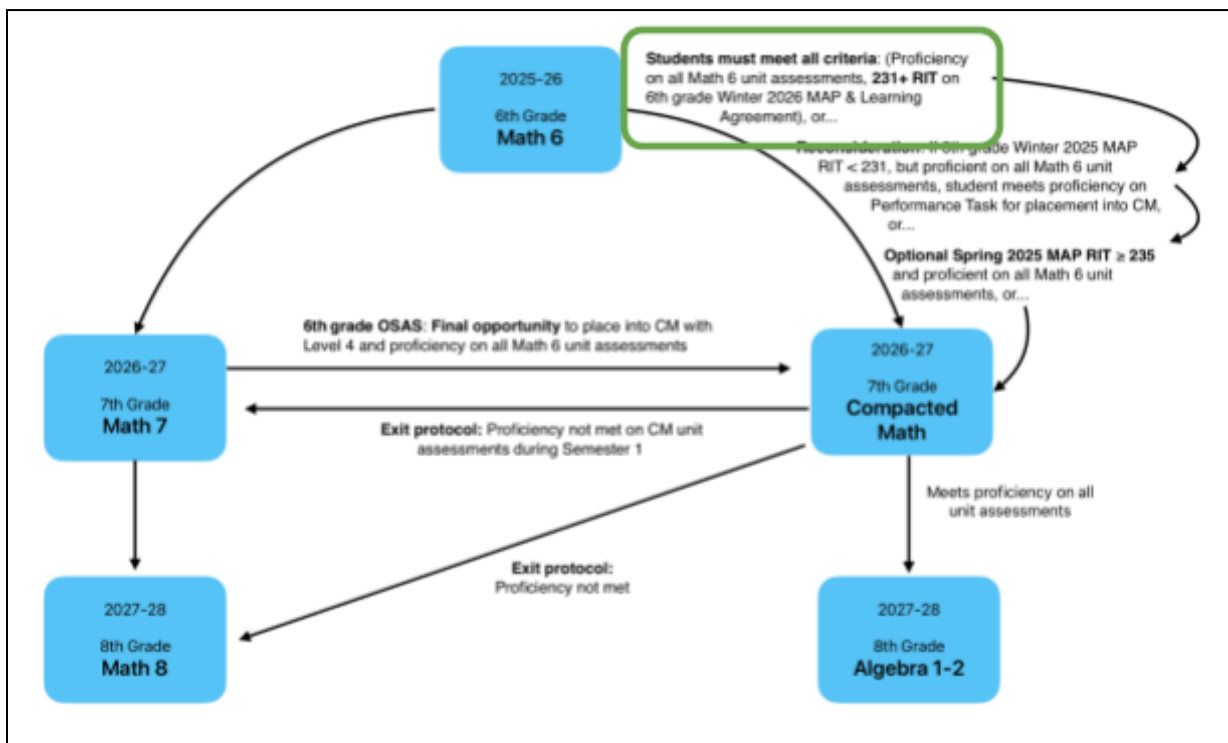 2025-26
6th Grade
Math 6
Students must meet all criteria: (Proficiency
on all Math 6 unit assessments, 231+ RIT on
6th grade Winter 2026 MAP & Learning
Agreement), or...
Reconsideration: If 6th grade Winter 2025 MAP
RIT < 231, but proficient on all Math 6 unit
assessments, student meets proficiency on
Performance Task for placement into CM,
or...
Optional Spring 2025 MAP RIT ≥ 235
and proficient on all Math 6 unit
assessments, or...
6th grade OSAS: Final opportunity to place into CM with
Level 4 and proficiency on all Math 6 unit assessments
2026-27
7th Grade
Math 7
2026-27
7th Grade
Compacted
Math
Exit protocol: Proficiency not met on CM unit
assessments during Semester 1
Meets proficiency on all
unit assessments
Exit protocol:
Proficiency not met
2027-28
8th Grade
Math 8
2027-28
8th Grade
Algebra 1-2